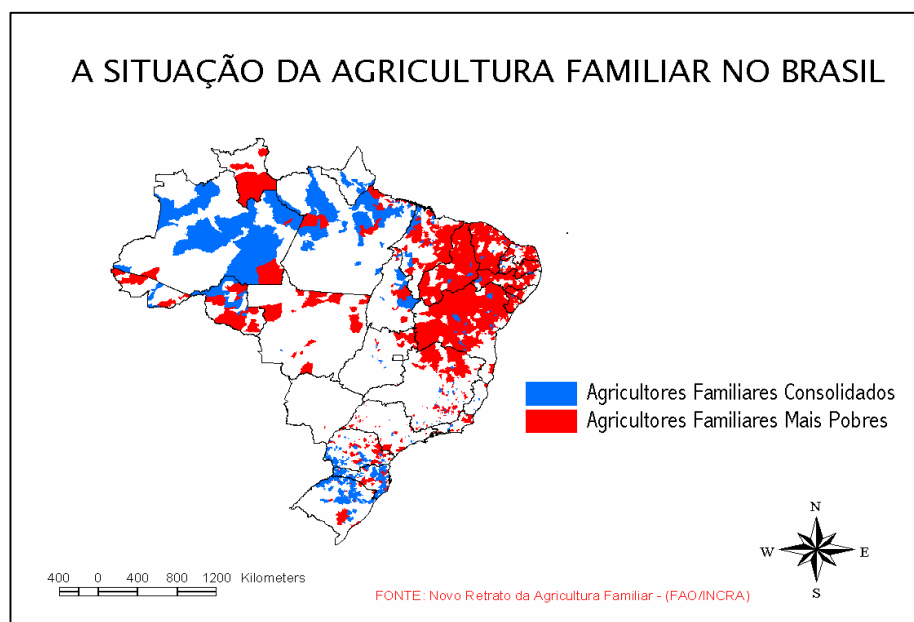 A SITUAÇÃO DA AGRICULTURA FAMILIAR NO BRASIL
Agricultores Familiares Consolidados
Agricultores Familiares Mais Pobres
N
W E
S
400 0 400 800 1200 Kilometers
FONTE: Novo Retrato da Agricultura Familiar - (FAO/INCRA)